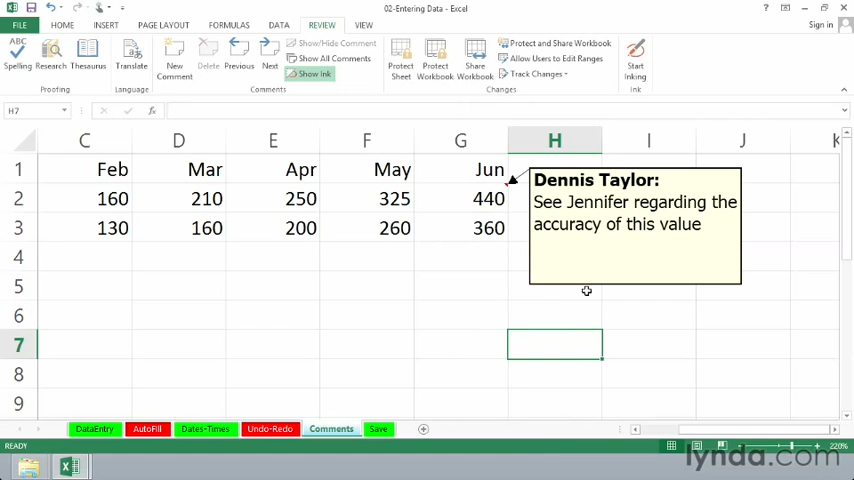 02-Entering Data - Excel
FILE HOME INSERT PAGE LAYOUT FORMULAS DATA REVIEW VIEW Sign in
ABC
Spelling Research Thesaurus Translate New Comment Delete Previous Next
Show/Hide Comment
Show All Comments
Show Ink
Protect Sheet Protect Workbook Share Workbook
Protect and Share Workbook
Allow Users to Edit Ranges
Track Changes
Start Inking
Proofing Language Comments Changes Ink
H7 fx
C D E F G H I J K
1 Feb Mar Apr May Jun
2 160 210 250 325 440
3 130 160 200 260 360
4
5
6
7
8
9
Dennis Taylor:
See Jennifer regarding the
accuracy of this value
DataEntry AutoFill Dates-Times Undo-Redo Comments Save
READY 220%
lynda.com